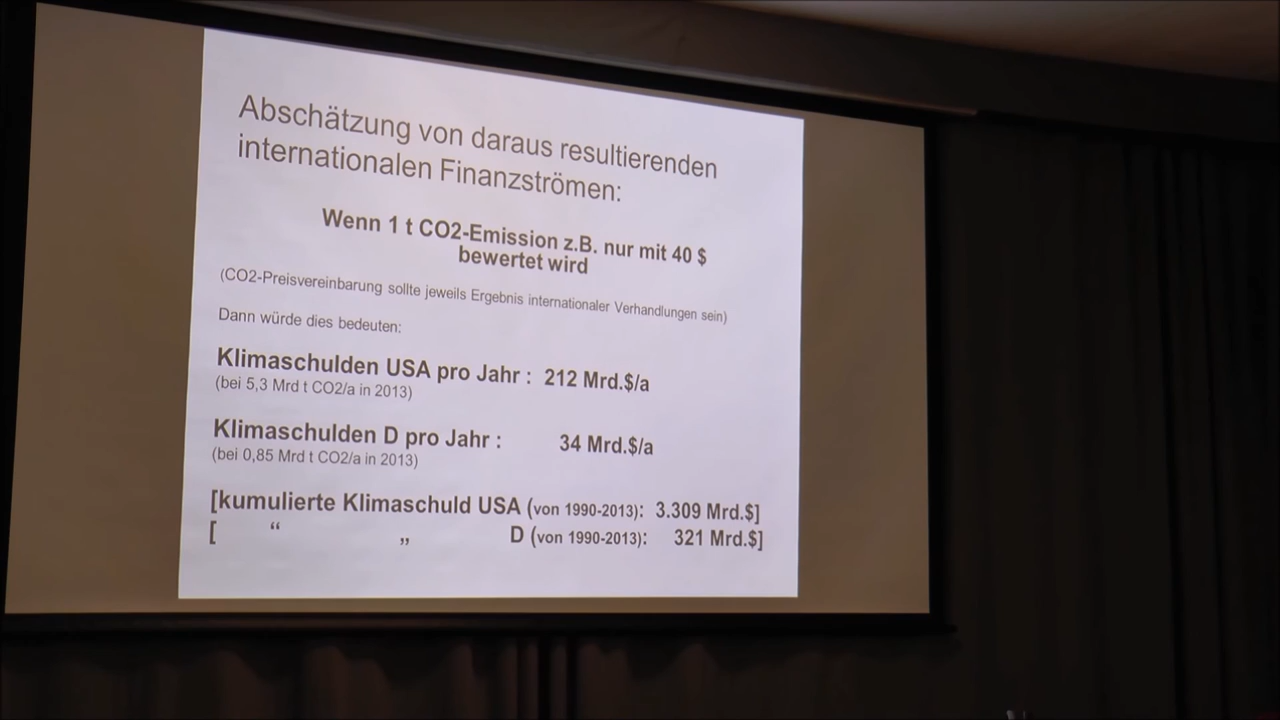 Abschätzung von daraus resultierenden
internationalen Finanzströmen:
Wenn 1 t CO2-Emission z.B. nur mit 40 $
bewertet wird
(CO2-Preisvereinbarung sollte jeweils Ergebnis internationaler Verhandlungen sein)
Dann würde dies bedeuten:
Klimaschulden USA pro Jahr : 212 Mrd.$/a
(bei 5,3 Mrd t CO2/a in 2013)
Klimaschulden D pro Jahr : 34 Mrd.$/a
(bei 0,85 Mrd t CO2/a in 2013)
[kumulierte Klimaschuld USA (von 1990-2013): 3.309 Mrd.$]
[ “ „ D (von 1990-2013): 321 Mrd.$]